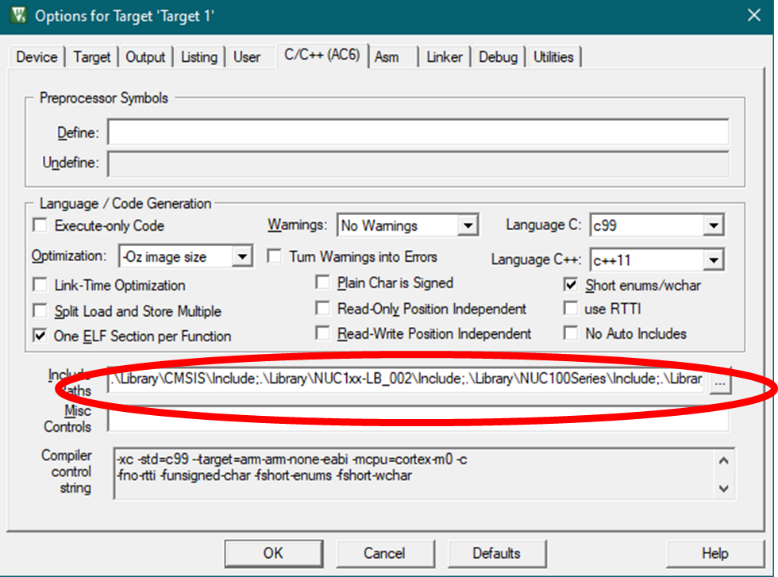 Options for Target 'Target 1'
Device Target Output Listing User C/C++ (AC6) Asm Linker Debug Utilities
Preprocessor Symbols
Define:
Undefine:
Language / Code Generation
Execute-only Code Warnings: No Warnings Language C: c99
Optimization: -Oz image size Turn Warnings into Errors Language C++: c++11
Link-Time Optimization Plain Char is Signed Short enums/wchar
Split Load and Store Multiple Read-Only Position Independent use RTTI
One ELF Section per Function Read-Write Position Independent No Auto Includes
Include .\Library\CMSIS\Include;.\Library\NUC1xx-LB_002\Include;.\Library\NUC100Series\Include;.\Librar ...
Misc
Controls
Compiler
control
string
-xc -std=c99 --target=arm-arm-none-eabi -mcpu=cortex-m0 -c
-fno-rtti -funsigned-char -fshort-enums -fshort-wchar
OK Cancel Defaults Help